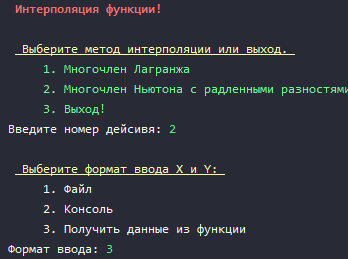 Интерполяция функции!
Выберите метод интерполяции или выход.
1. Многочлен Лагранжа
2. Многочлен Ньютона с радленными разностями
3. Выход!
Введите номер дейсивя: 2
Выберите формат ввода X и Y:
1. Файл
2. Консоль
3. Получить данные из функции
Формат ввода: 3